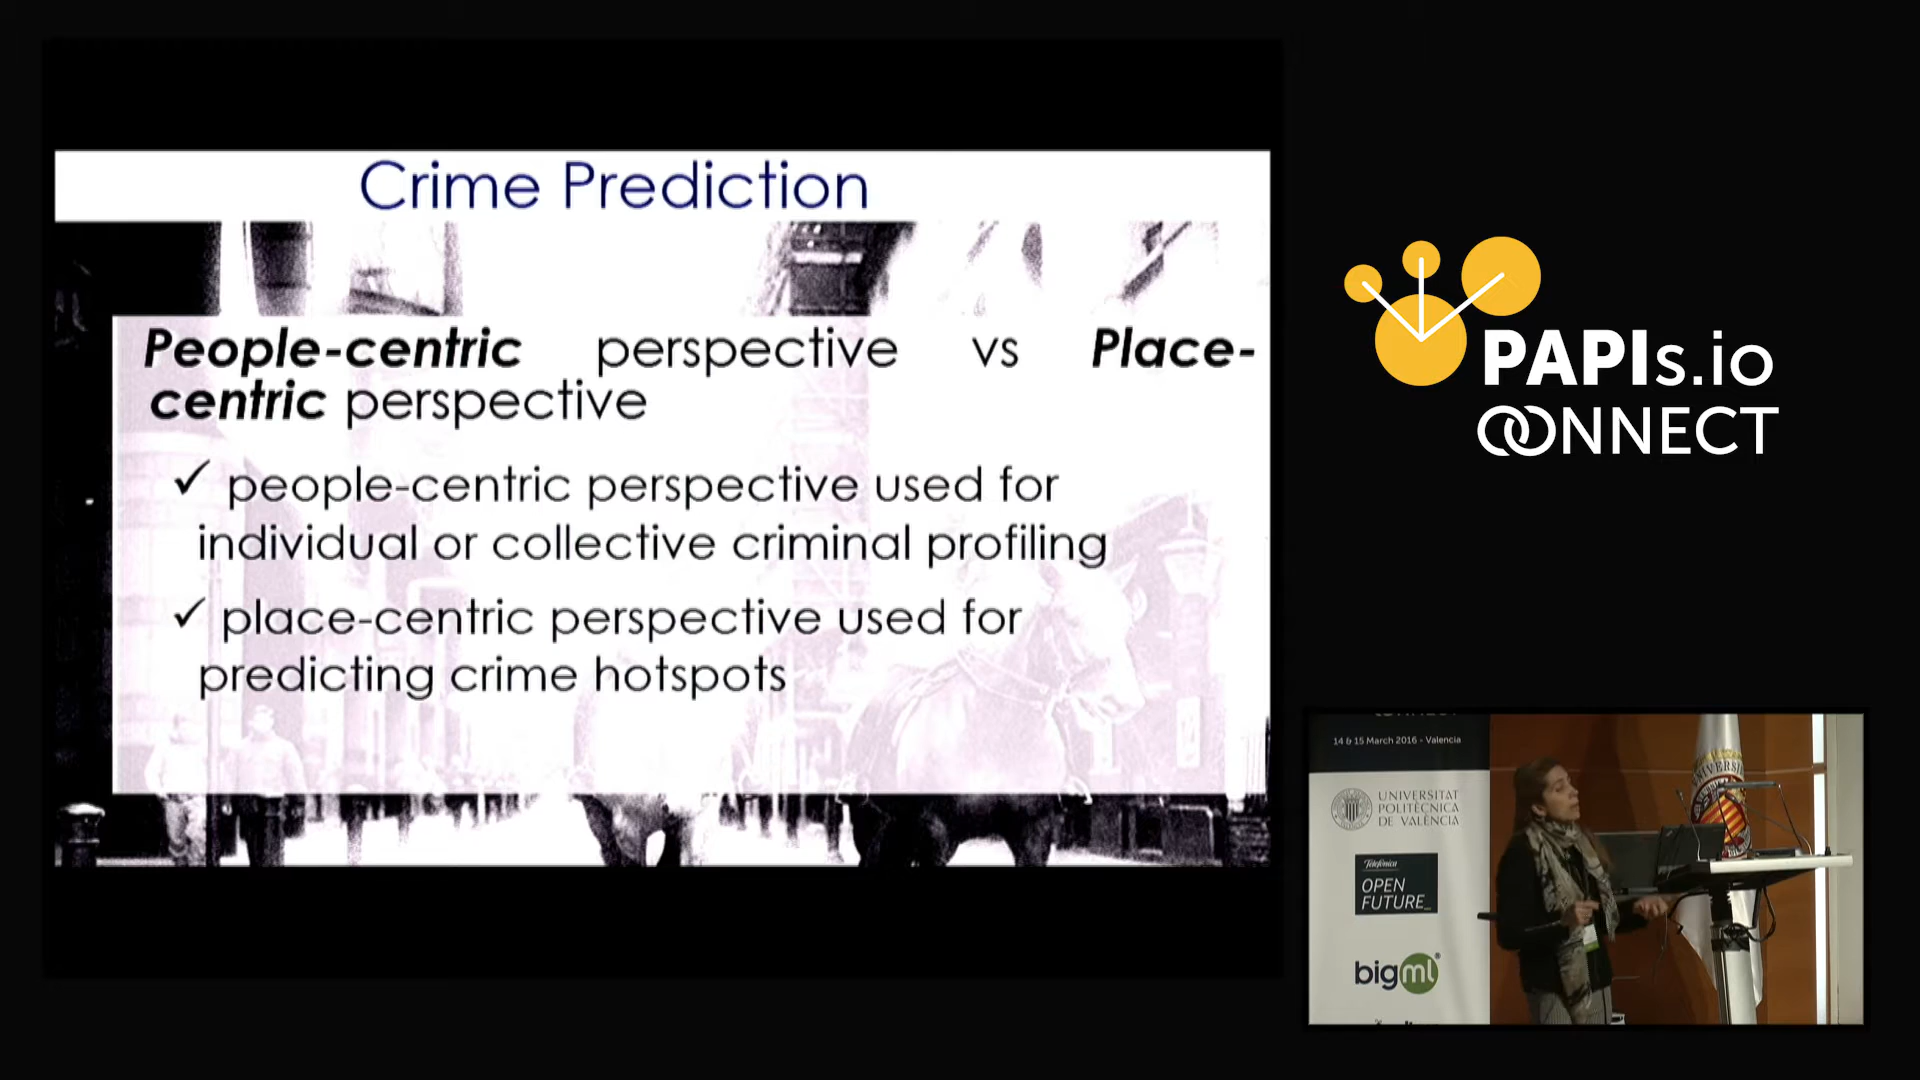 Crime Prediction
People-centric perspective vs Place-
centric perspective
✓ people-centric perspective used for
individual or collective criminal profiling
✓ place-centric perspective used for
predicting crime hotspots
PAPIs.io
CONNECT
14 & 15 March 2016 - Valencia
UNIVERSITAT
POLITÈCNICA
DE VALÈNCIA
Telefónica
OPEN
FUTURE_
bigml